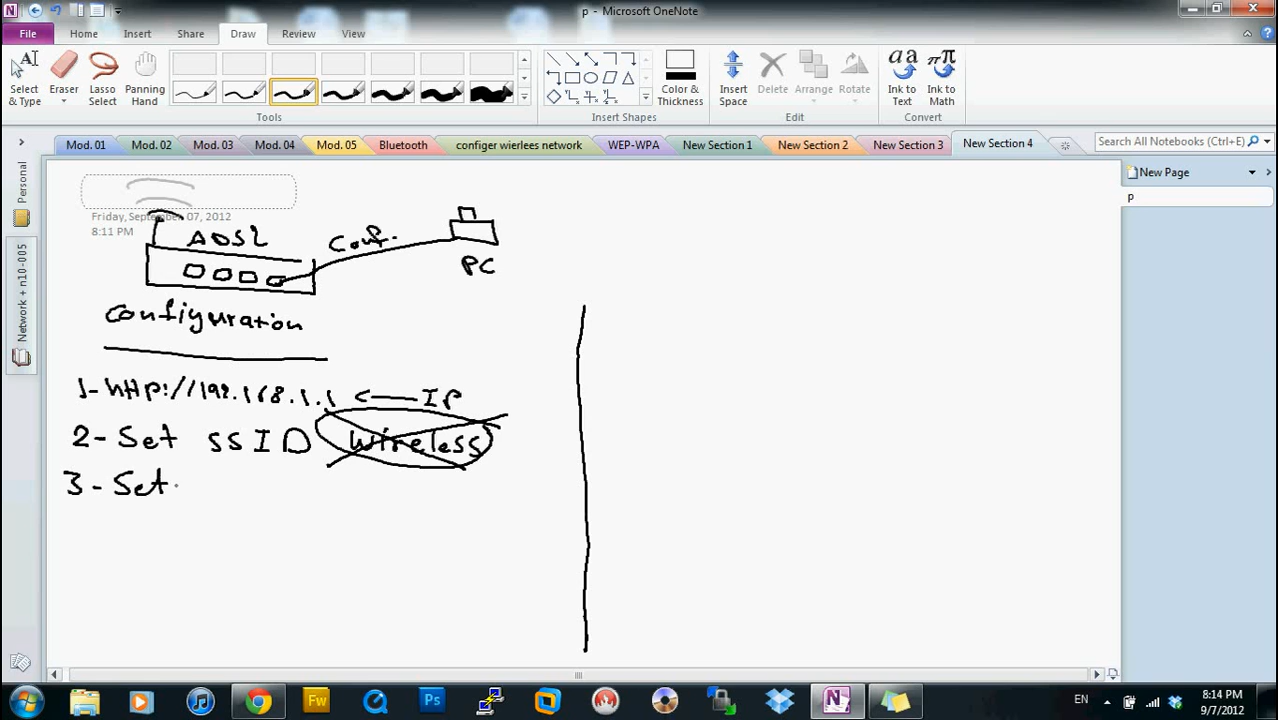 p - Microsoft OneNote
File Home Insert Share Draw Review View
Select & Type
Eraser
Lasso Select
Panning Hand
Color & Thickness
Insert Space
Delete
Arrange
Rotate
Ink to Text
Ink to Math
Tools
Insert Shapes
Edit
Convert
Mod. 01 Mod. 02 Mod. 03 Mod. 04 Mod. 05 Bluetooth configer wierlees network WEP-WPA New Section 1 New Section 2 New Section 3 New Section 4
Search All Notebooks (Ctrl+E)
New Page
p
Personal
Network + n10-005
Friday, September 07, 2012
8:11 PM
ADSL
Conf.
PC
Configuration
1- http://192.168.1.1 <— IP
2- Set SSID Wireless
3- Set
Fw
Ps
EN
8:14 PM
9/7/2012